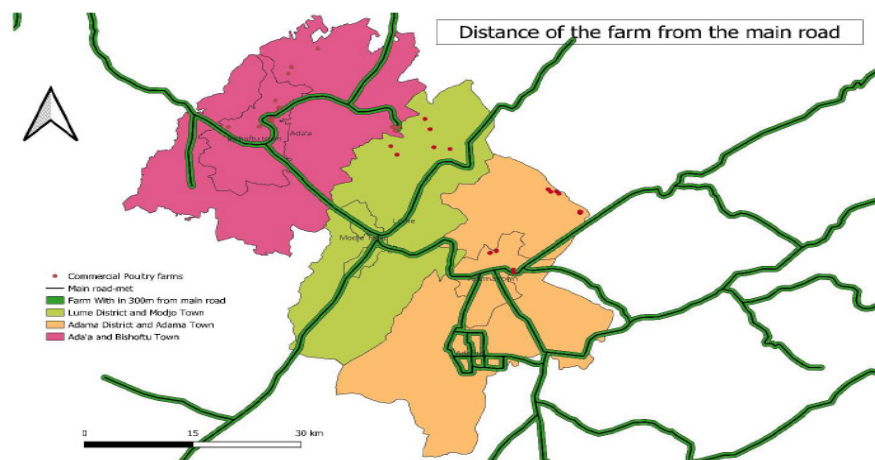 Distance of the farm from the main road
Ada'a
Commercial Poultry farms
Main road-met
Farm With in 300m from main road
Lume District and Modjo Town
Adama District and Adama Town
Ada'a and Bishoftu Town
0 15 30 km